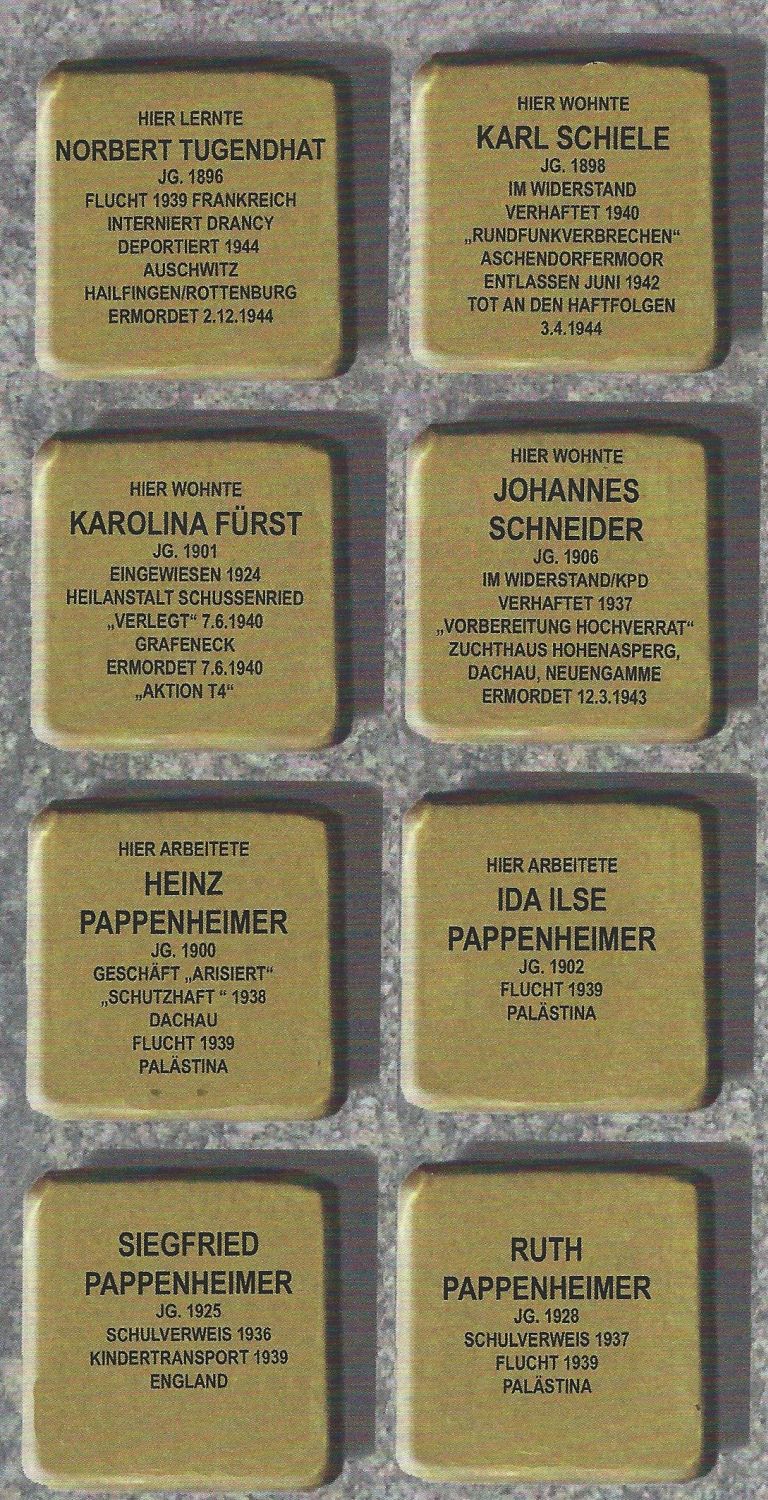 HIER LERNTE
NORBERT TUGENDHAT
JG. 1896
FLUCHT 1939 FRANKREICH
INTERNIERT DRANCY
DEPORTIERT 1944
AUSCHWITZ
HAILFINGEN/ROTTENBURG
ERMORDET 2.12.1944
HIER WOHNTE
KARL SCHIELE
JG. 1898
IM WIDERSTAND
VERHAFTET 1940
„RUNDFUNKVERBRECHEN“
ASCHENDORFERMOOR
ENTLASSEN JUNI 1942
TOT AN DEN HAFTFOLGEN
3.4.1944
HIER WOHNTE
KAROLINA FÜRST
JG. 1901
EINGEWIESEN 1924
HEILANSTALT SCHUSSENRIED
„VERLEGT“ 7.6.1940
GRAFENECK
ERMORDET 7.6.1940
„AKTION T4“
HIER WOHNTE
JOHANNES
SCHNEIDER
JG. 1906
IM WIDERSTAND/KPD
VERHAFTET 1937
„VORBEREITUNG HOCHVERRAT“
ZUCHTHAUS HOHENASPERG,
DACHAU, NEUENGAMME
ERMORDET 12.3.1943
HIER ARBEITETE
HEINZ
PAPPENHEIMER
JG. 1900
GESCHÄFT „ARISIERT“
„SCHUTZHAFT “ 1938
DACHAU
FLUCHT 1939
PALÄSTINA
HIER ARBEITETE
IDA ILSE
PAPPENHEIMER
JG. 1902
FLUCHT 1939
PALÄSTINA
SIEGFRIED
PAPPENHEIMER
JG. 1925
SCHULVERWEIS 1936
KINDERTRANSPORT 1939
ENGLAND
RUTH
PAPPENHEIMER
JG. 1928
SCHULVERWEIS 1937
FLUCHT 1939
PALÄSTINA